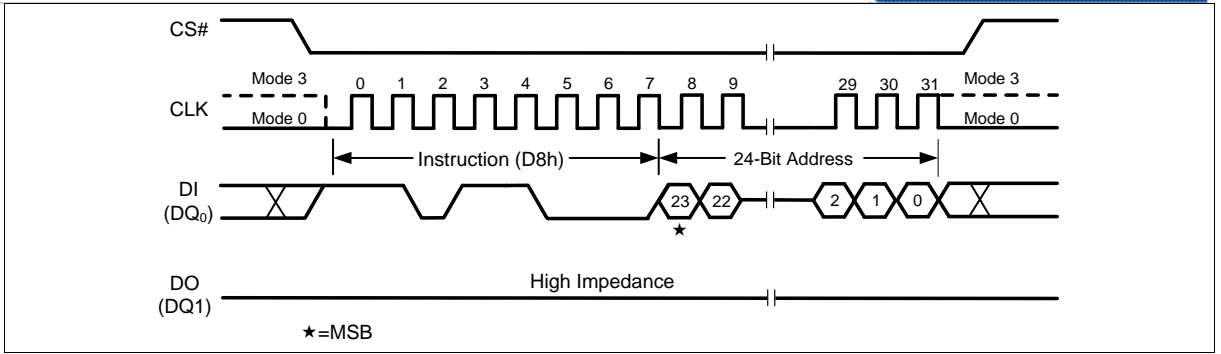 CS#
Mode 3 0 1 2 3 4 5 6 7 8 9 29 30 31 Mode 3
CLK
Mode 0 Mode 0
Instruction (D8h) 24-Bit Address
DI
(DQ₀) 23 22 2 1 0
★
DO High Impedance
(DQ1)
★=MSB